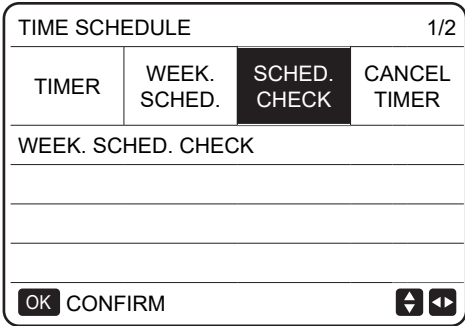 TIME SCHEDULE 1/2
TIMER WEEK. SCHED. SCHED. CHECK CANCEL TIMER
WEEK. SCHED. CHECK
OK CONFIRM